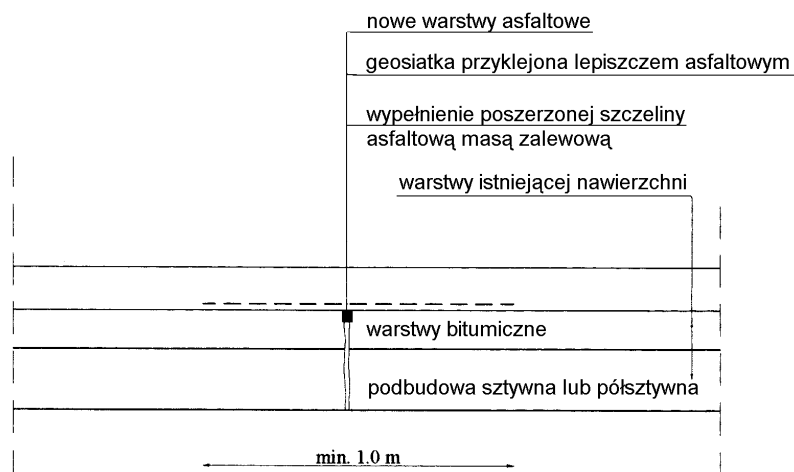 nowe warstwy asfaltowe
geosiatka przyklejona lepiszczem asfaltowym
wypełnienie poszerzonej szczeliny
asfaltową masą zalewową
warstwy istniejącej nawierzchni
warstwy bitumiczne
podbudowa sztywna lub półsztywna
min. 1.0 m